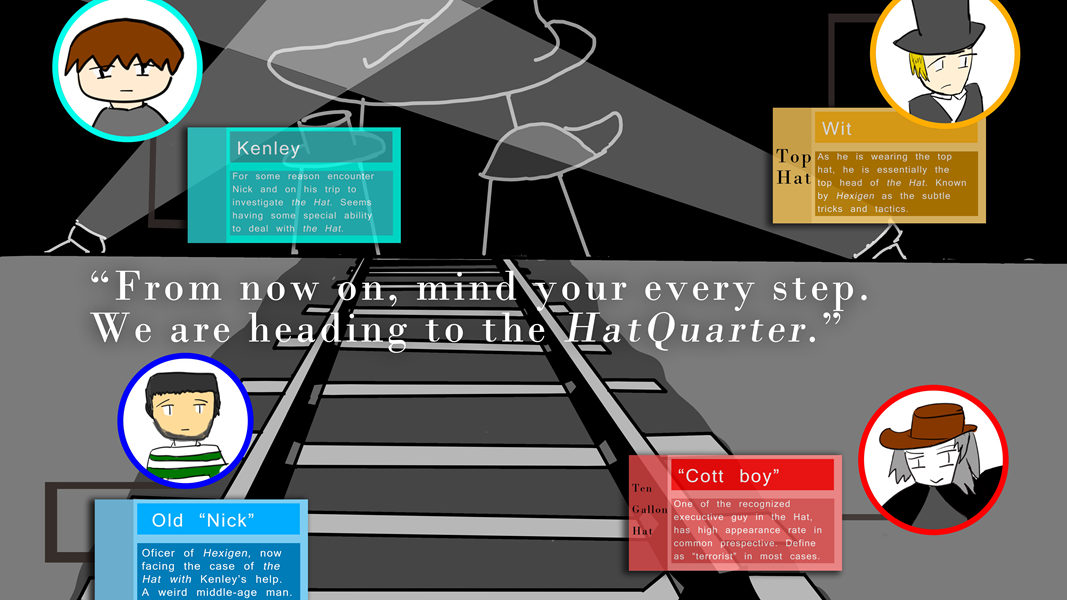 Kenley
For some reason encounter
Nick and on his trip to
investigate the Hat. Seems
having some special ability
to deal with the Hat.
Top
Hat
Wit
As he is wearing the top
hat, he is essentially the
top head of the Hat. Known
by Hexigen as the subtle
tricks and tactics.
“From now on, mind your every step.
We are heading to the HatQuarter.”
Old “Nick”
Oficer of Hexigen, now
facing the case of the
Hat with Kenley's help.
A weird middle-age man.
Ten
Gallon
Hat
“Cott boy”
One of the recognized
execuctive guy in the Hat,
has high appearance rate in
common prespective. Define
as “terrorist” in most cases.